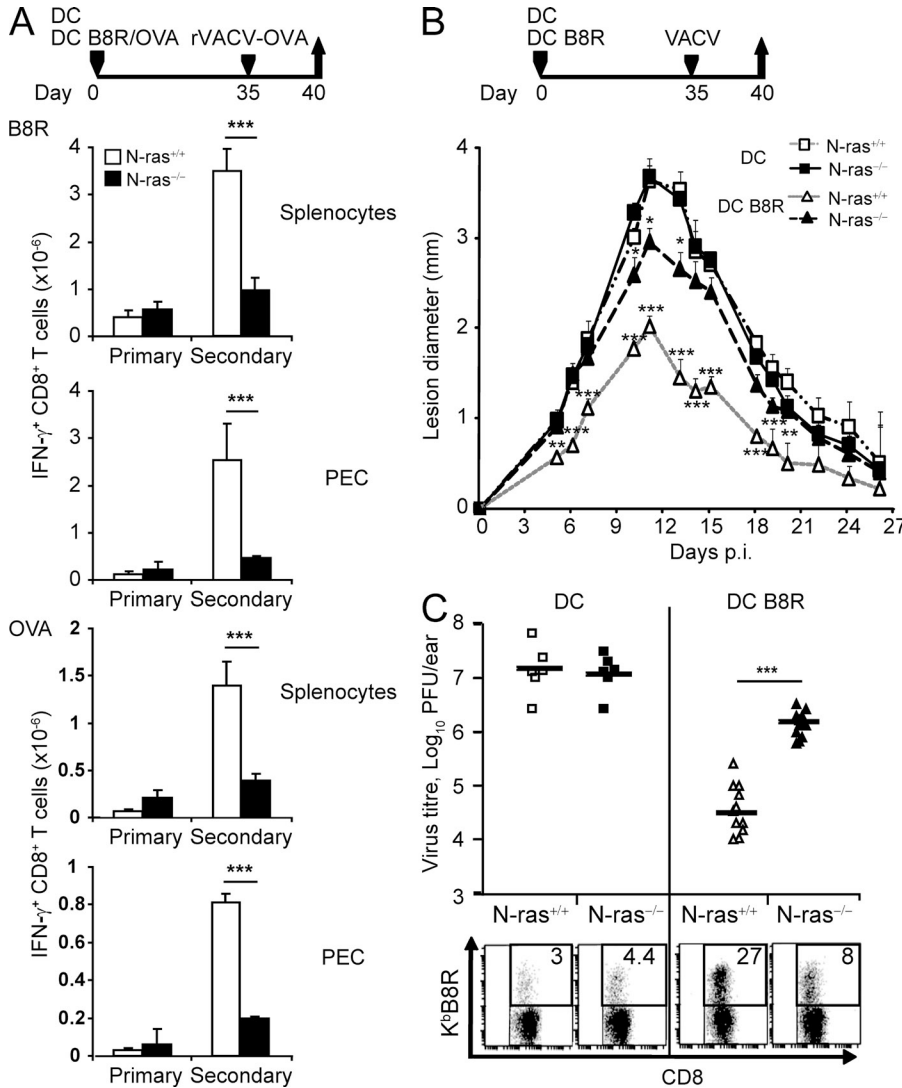 A
DC
DC B8R/OVA rVACV-OVA
Day 0 35 40
B8R
***
4
3
2
1
0
N-ras+/+
N-ras−/−
Splenocytes
Primary Secondary
***
4
3
2
1
0
PEC
Primary Secondary
IFN-γ+ CD8+ T cells (x10-6)
OVA
***
2
1.5
1
0.5
0
Splenocytes
Primary Secondary
***
1
0.8
0.6
0.4
0.2
0
PEC
Primary Secondary
IFN-γ+ CD8+ T cells (x10-6)
B
DC
DC B8R VACV
Day 0 35 40
DC
N-ras+/+
N-ras−/−
DC B8R
N-ras+/+
N-ras−/−
Lesion diameter (mm)
4
3
2
1
0
* * *
** *** *** *** *** *** *** *** *** *** **
0 3 6 9 12 15 18 21 24 27
Days p.i.
C
DC DC B8R
Virus titre, Log10 PFU/ear
8
7
6
5
4
3
***
N-ras+/+ N-ras−/− N-ras+/+ N-ras−/−
3 4.4 27 8
KbB8R
CD8